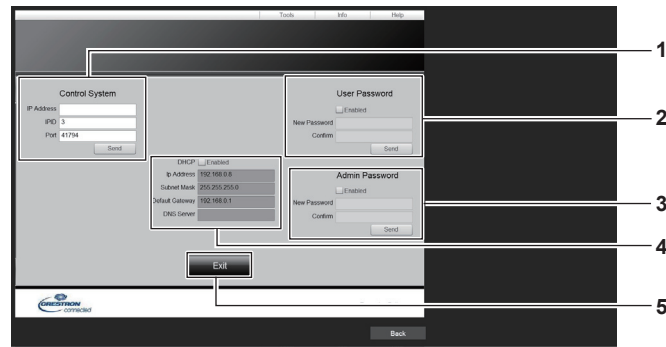 Tools Info Help
1
Control System
IP Address
IPID 3
Port 41794
Send
User Password
Enabled
New Password
Confirm
Send
2
DHCP Enabled
Ip Address 192.168.0.8
Subnet Mask 255.255.255.0
Default Gateway 192.168.0.1
DNS Server
Admin Password
Enabled
New Password
Confirm
Send
3
4
Exit
5
CRESTRON
connected
Back